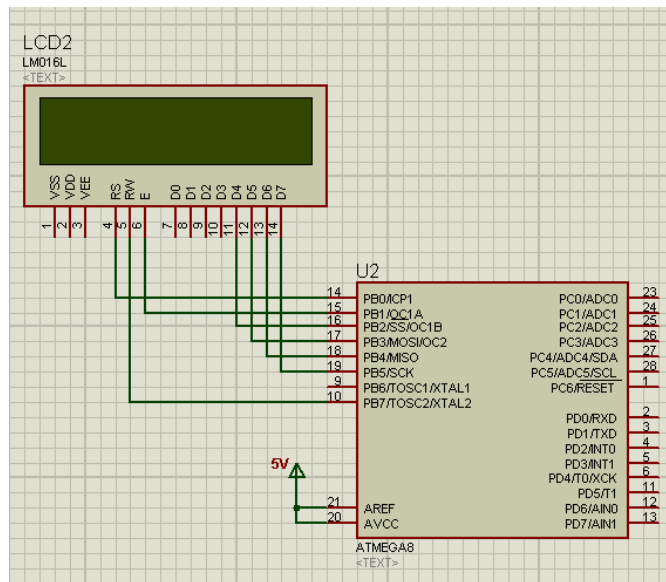 LCD2
LM016L
<TEXT>
VSS
VDD
VEE
RS
RW
E
D0
D1
D2
D3
D4
D5
D6
D7
1
2
3
4
5
6
7
8
9
10
11
12
13
14
U2
14 PB0/ICP1 PC0/ADC0 23
15 PB1/OC1A PC1/ADC1 24
16 PB2/SS/OC1B PC2/ADC2 25
17 PB3/MOSI/OC2 PC3/ADC3 26
18 PB4/MISO PC4/ADC4/SDA 27
19 PB5/SCK PC5/ADC5/SCL 28
9 PB6/TOSC1/XTAL1 PC6/RESET 1
10 PB7/TOSC2/XTAL2
PD0/RXD 2
PD1/TXD 3
PD2/INT0 4
PD3/INT1 5
PD4/T0/XCK 6
PD5/T1 11
5V
21 AREF PD6/AIN0 12
20 AVCC PD7/AIN1 13
ATMEGA8
<TEXT>